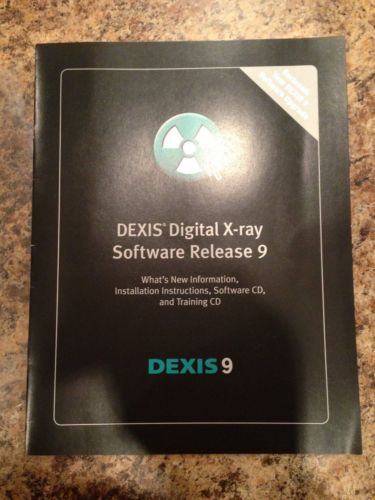 DEXIS® Digital X-ray
Software Release 9
What's New Information,
Installation Instructions, Software CD,
and Training CD
DEXIS 9